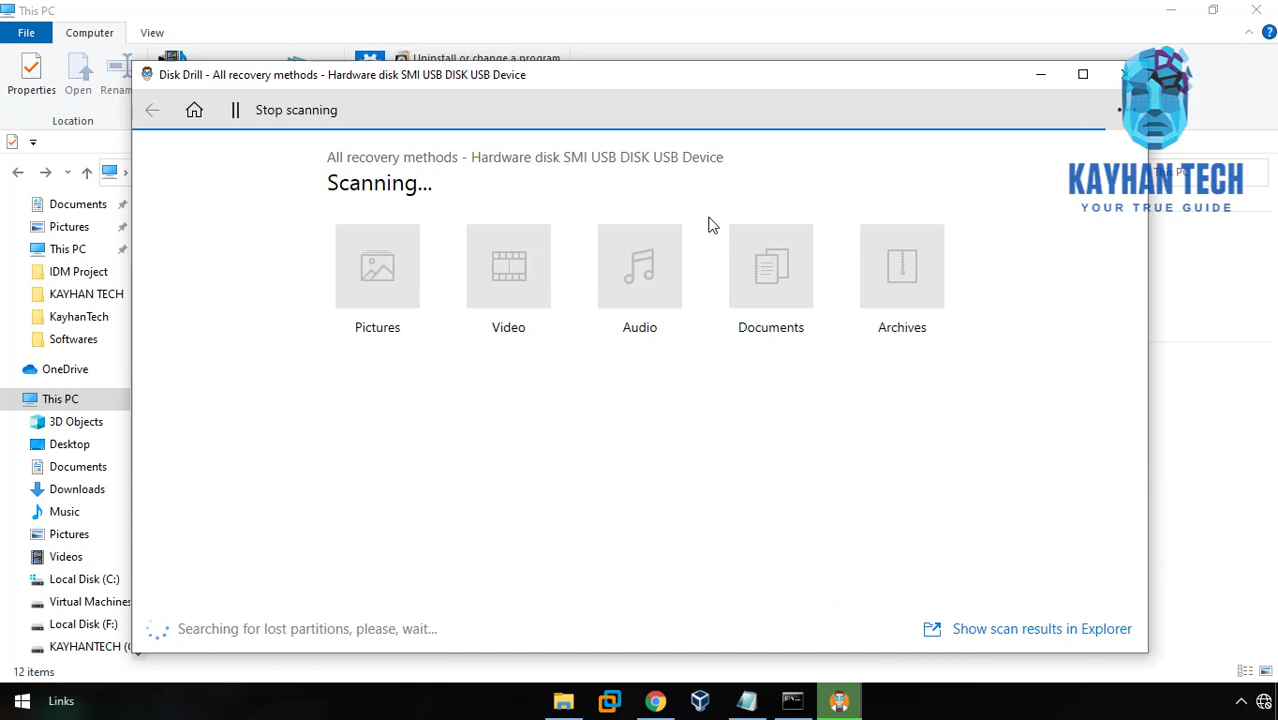 This PC
File
Computer
View
Uninstall or change a program
Properties
Open
Renam
Location
Disk Drill - All recovery methods - Hardware disk SMI USB DISK USB Device
Stop scanning
All recovery methods - Hardware disk SMI USB DISK USB Device
Scanning...
Pictures
Video
Audio
Documents
Archives
Searching for lost partitions, please, wait...
Show scan results in Explorer
KAYHAN TECH
YOUR TRUE GUIDE
Documents
Pictures
This PC
IDM Project
KAYHAN TECH
KayhanTech
Softwares
OneDrive
This PC
3D Objects
Desktop
Documents
Downloads
Music
Pictures
Videos
Local Disk (C:)
Virtual Machines
Local Disk (F:)
KAYHANTECH (
12 items
Links